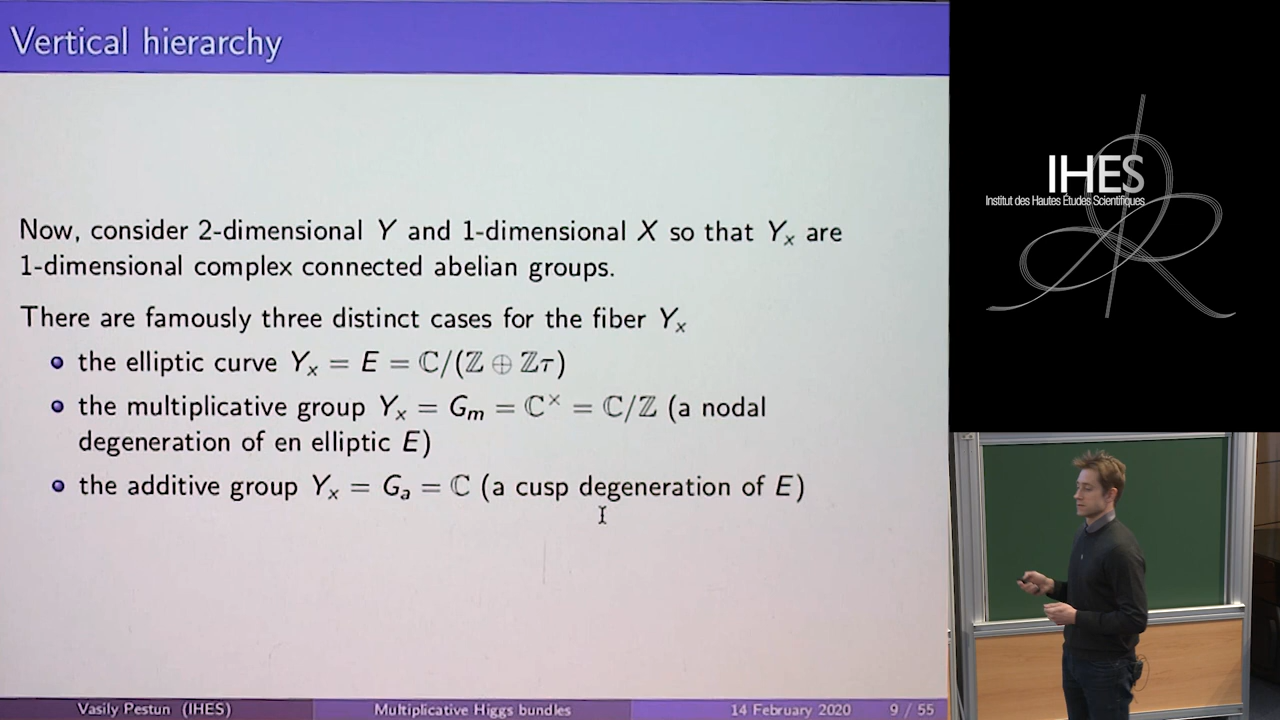 Vertical hierarchy
Now, consider 2-dimensional Y and 1-dimensional X so that Yₓ are
1-dimensional complex connected abelian groups.
There are famously three distinct cases for the fiber Yₓ
the elliptic curve Yₓ = E = ℂ/(ℤ ⊕ ℤτ)
the multiplicative group Yₓ = Gₘ = ℂ× = ℂ/ℤ (a nodal
degeneration of en elliptic E)
the additive group Yₓ = Gₐ = ℂ (a cusp degeneration of E)
Vasily Pestun (IHES)
Multiplicative Higgs bundles
14 February 2020
9 / 55
IHES
Institut des Hautes Études Scientifiques